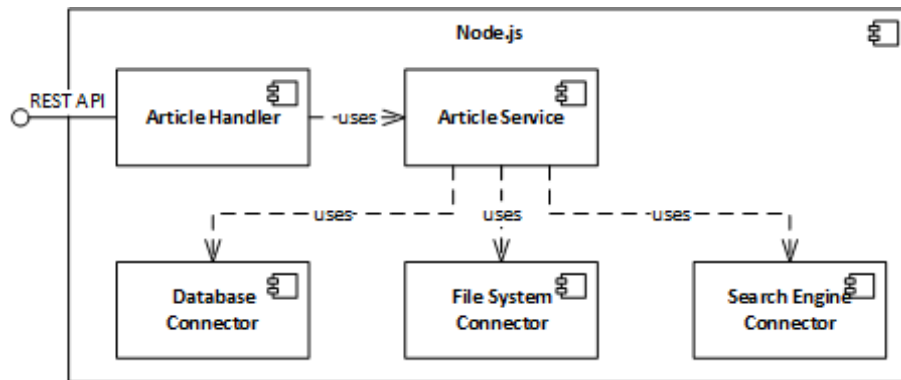 Node.js
REST API
Article Handler
uses
Article Service
uses
uses
uses
Database
Connector
File System
Connector
Search Engine
Connector